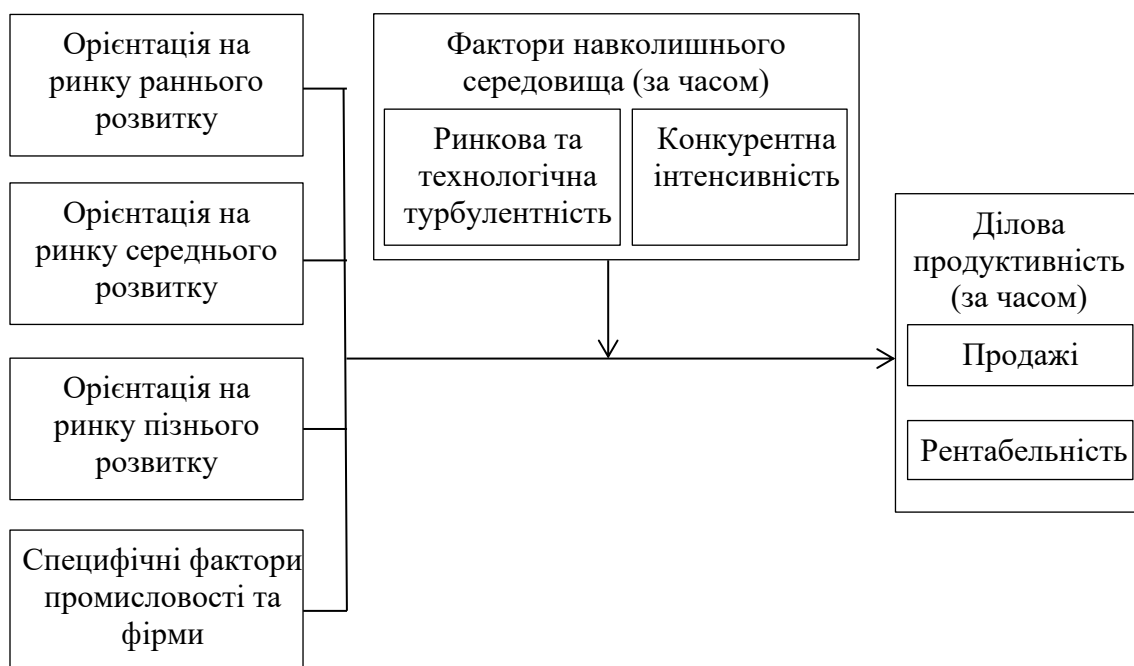 Орієнтація на
ринку раннього
розвитку
Орієнтація на
ринку середнього
розвитку
Орієнтація на
ринку пізнього
розвитку
Специфічні фактори
промисловості та
фірми
Фактори навколишнього
середовища (за часом)
Ринкова та
технологічна
турбулентність
Конкурентна
інтенсивність
Ділова
продуктивність
(за часом)
Продажі
Рентабельність